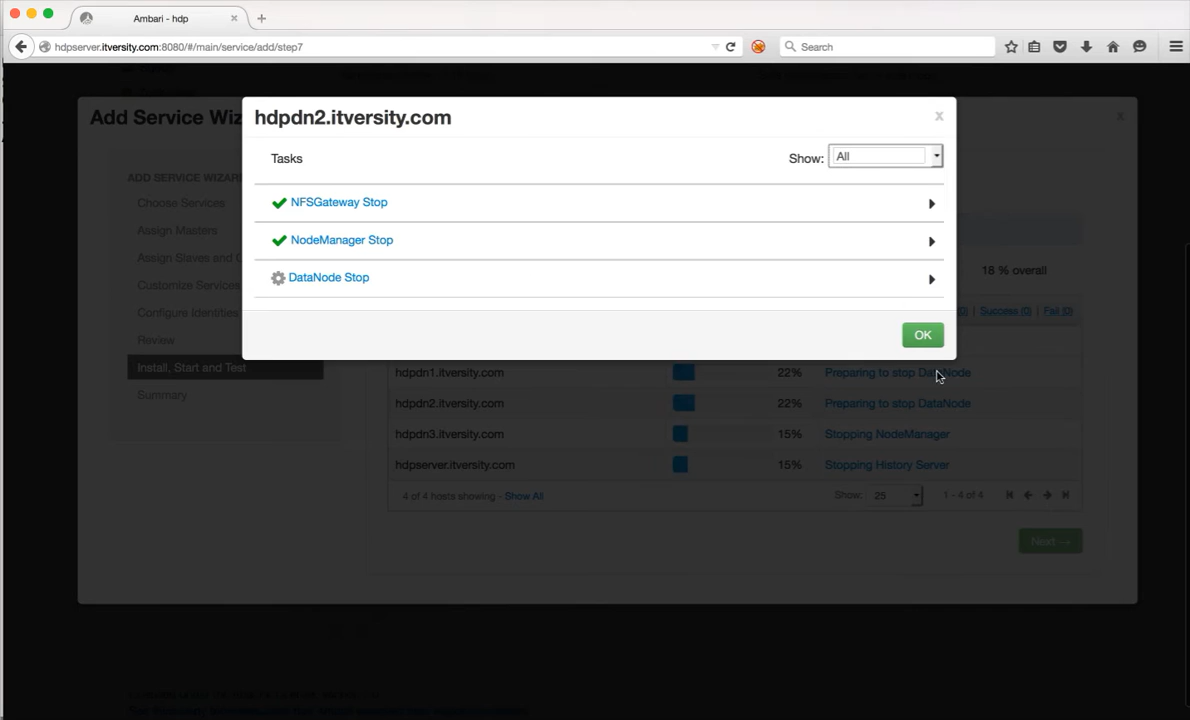 Ambari - hdp
hdpserver.itversity.com:8080/#/main/service/add/step7
Search
Add Service Wiz
hdpdn2.itversity.com
x
x
Tasks
Show: All
ADD SERVICE WIZAR
Choose Services
NFSGateway Stop
Assign Masters
NodeManager Stop
Assign Slaves and C
18 % overall
DataNode Stop
Customize Services
Configure Identities
Success (0) | Fail (0)
Review
OK
Install, Start and Test
hdpdn1.itversity.com 22% Preparing to stop DataNode
Summary
hdpdn2.itversity.com 22% Preparing to stop DataNode
hdpdn3.itversity.com 15% Stopping NodeManager
hdpserver.itversity.com 15% Stopping History Server
4 of 4 hosts showing - Show All Show: 25 1 - 4 of 4
Next →